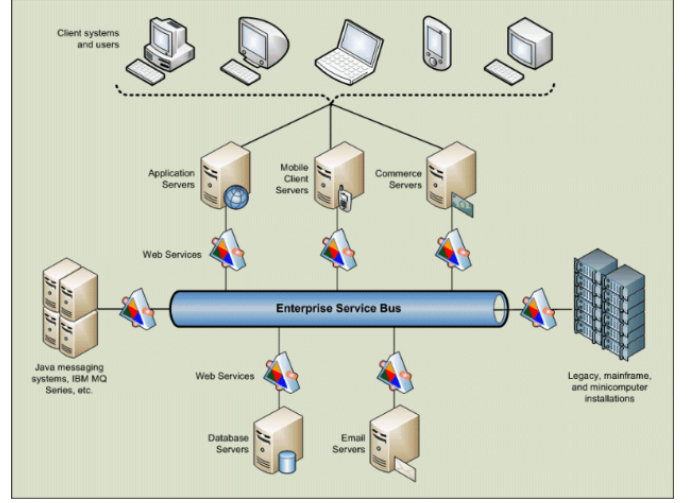 Client systems
and users
Application
Servers
Mobile
Client
Servers
Commerce
Servers
Web Services
Enterprise Service Bus
Java messaging
systems, IBM MQ
Series, etc.
Legacy, mainframe,
and minicomputer
installations
Web Services
Database
Servers
Email
Servers